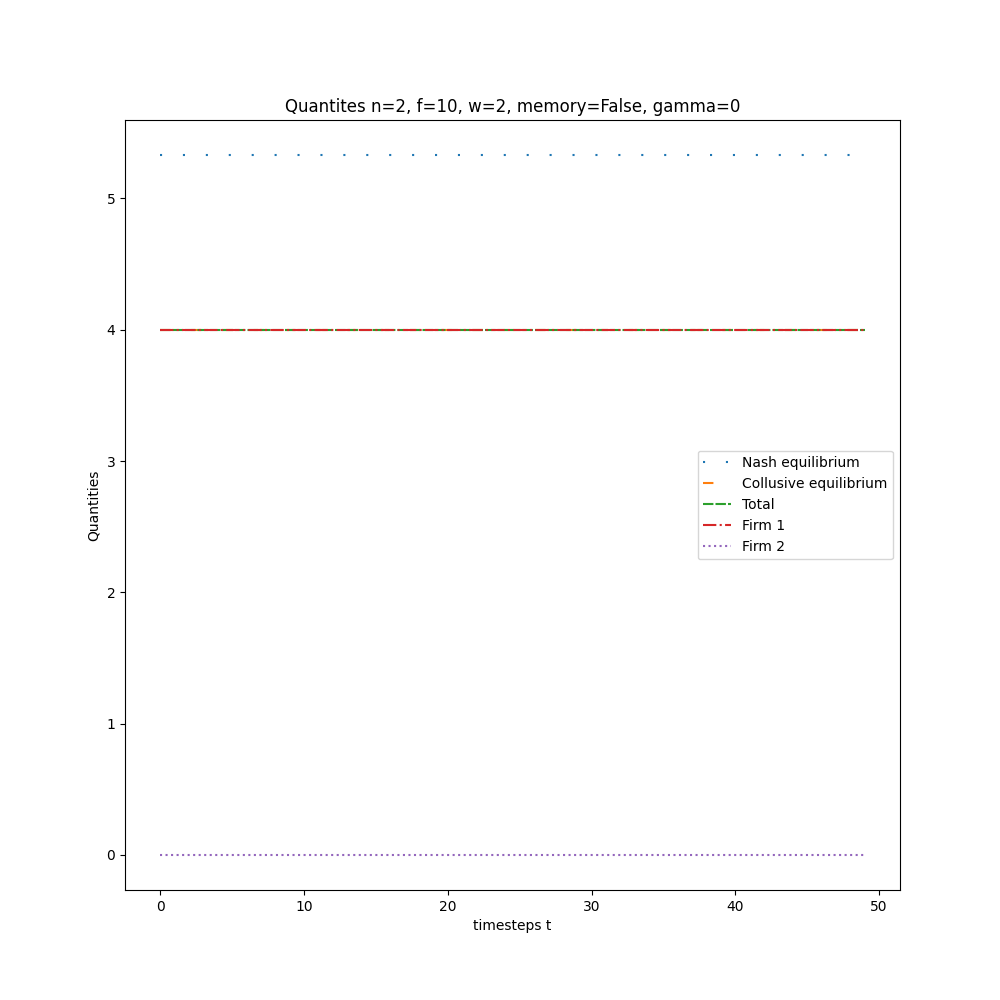 Quantites n=2, f=10, w=2, memory=False, gamma=0
5
4
3
2
1
0
Quantities
Nash equilibrium
Collusive equilibrium
Total
Firm 1
Firm 2
0 10 20 30 40 50
timesteps t